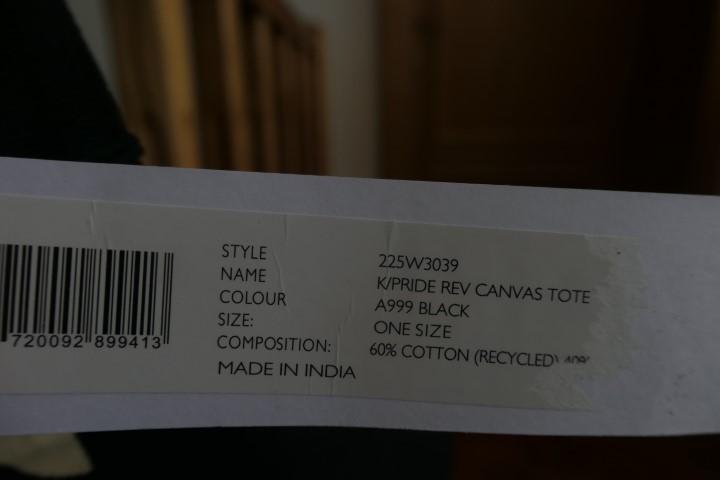 STYLE 225W3039
NAME K/PRIDE REV CANVAS TOTE
COLOUR A999 BLACK
SIZE: ONE SIZE
COMPOSITION: 60% COTTON (RECYCLED) 40%
MADE IN INDIA
720092 899413